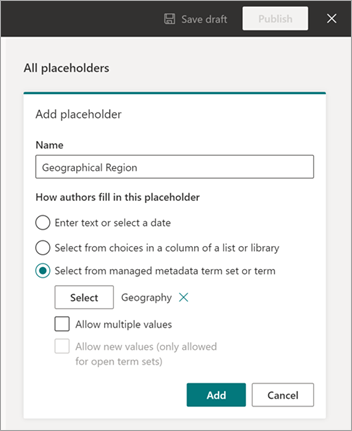 Save draft
Publish
All placeholders
Add placeholder
Name
Geographical Region
How authors fill in this placeholder
Enter text or select a date
Select from choices in a column of a list or library
Select from managed metadata term set or term
Select
Geography
Allow multiple values
Allow new values (only allowed
for open term sets)
Add
Cancel